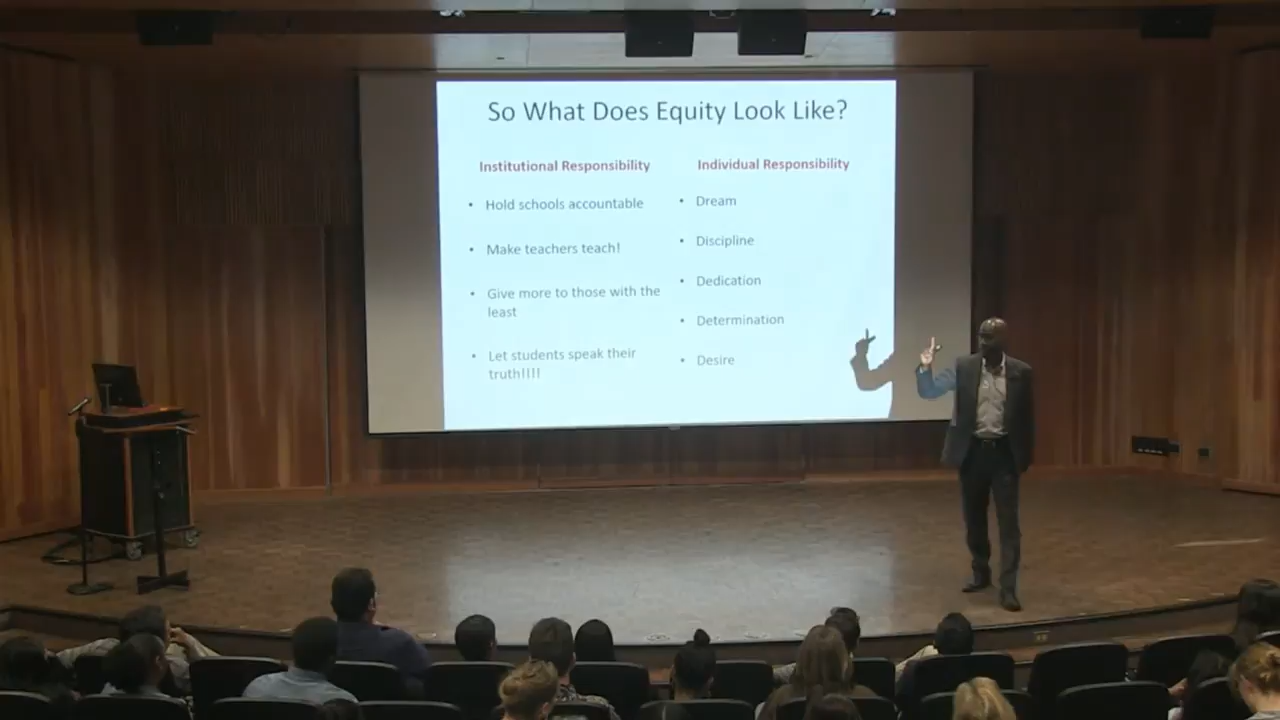 So What Does Equity Look Like?
Institutional Responsibility
• Hold schools accountable
• Make teachers teach!
• Give more to those with the
least
• Let students speak their
truth!!!!
Individual Responsibility
• Dream
• Discipline
• Dedication
• Determination
• Desire